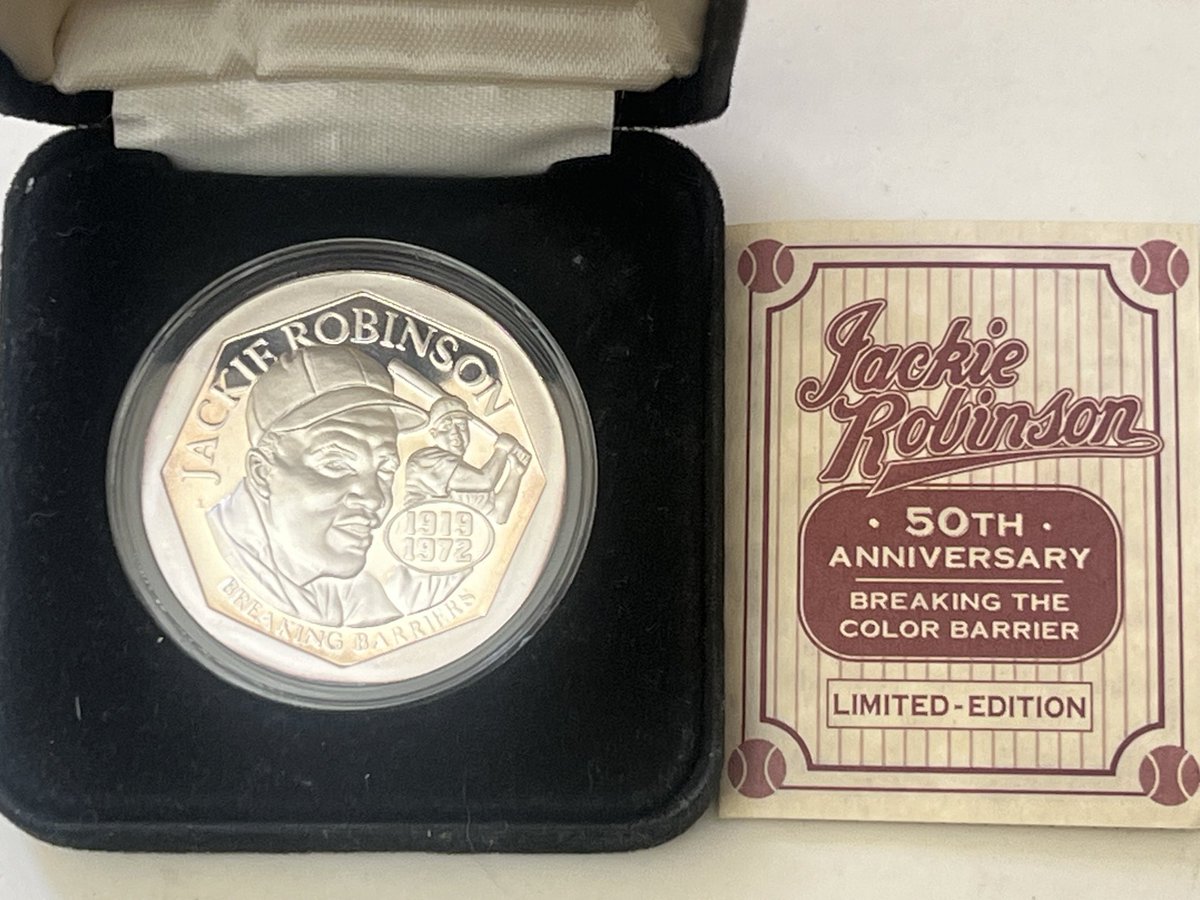 JACKIE ROBINSON
1919
1972
BREAKING BARRIERS
Jackie
Robinson
• 50TH •
ANNIVERSARY
BREAKING THE
COLOR BARRIER
LIMITED-EDITION